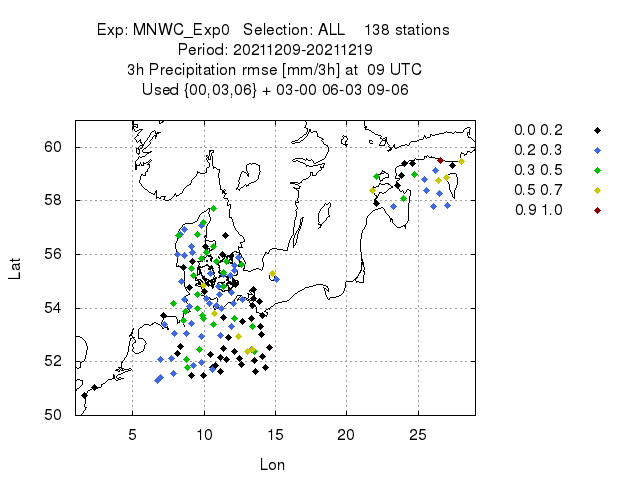 Exp: MNWC_Exp0 Selection: ALL 138 stations
Period: 20211209-20211219
3h Precipitation rmse [mm/3h] at 09 UTC
Used {00,03,06} + 03-00 06-03 09-06
0.0 0.2
0.2 0.3
0.3 0.5
0.5 0.7
0.9 1.0
60
58
56
54
52
50
Lat
5 10 15 20 25
Lon